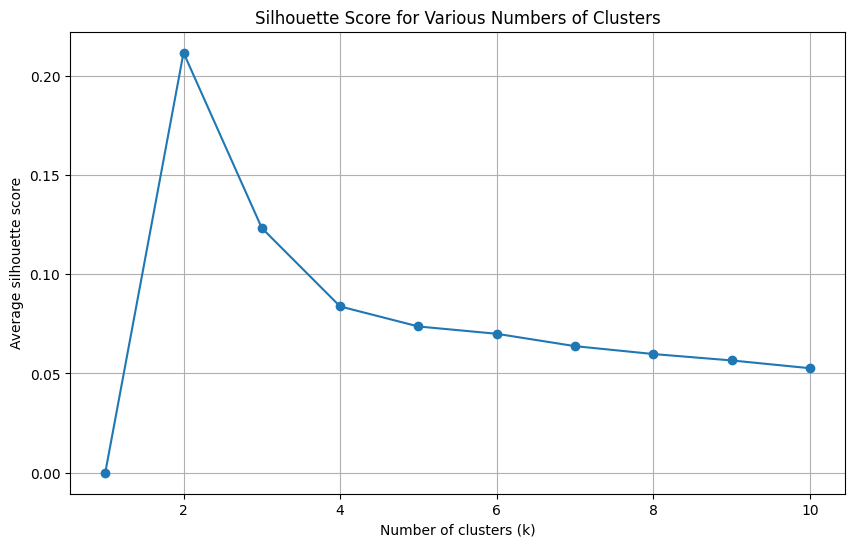 Silhouette Score for Various Numbers of Clusters
Average silhouette score
0.20
0.15
0.10
0.05
0.00
2 4 6 8 10
Number of clusters (k)